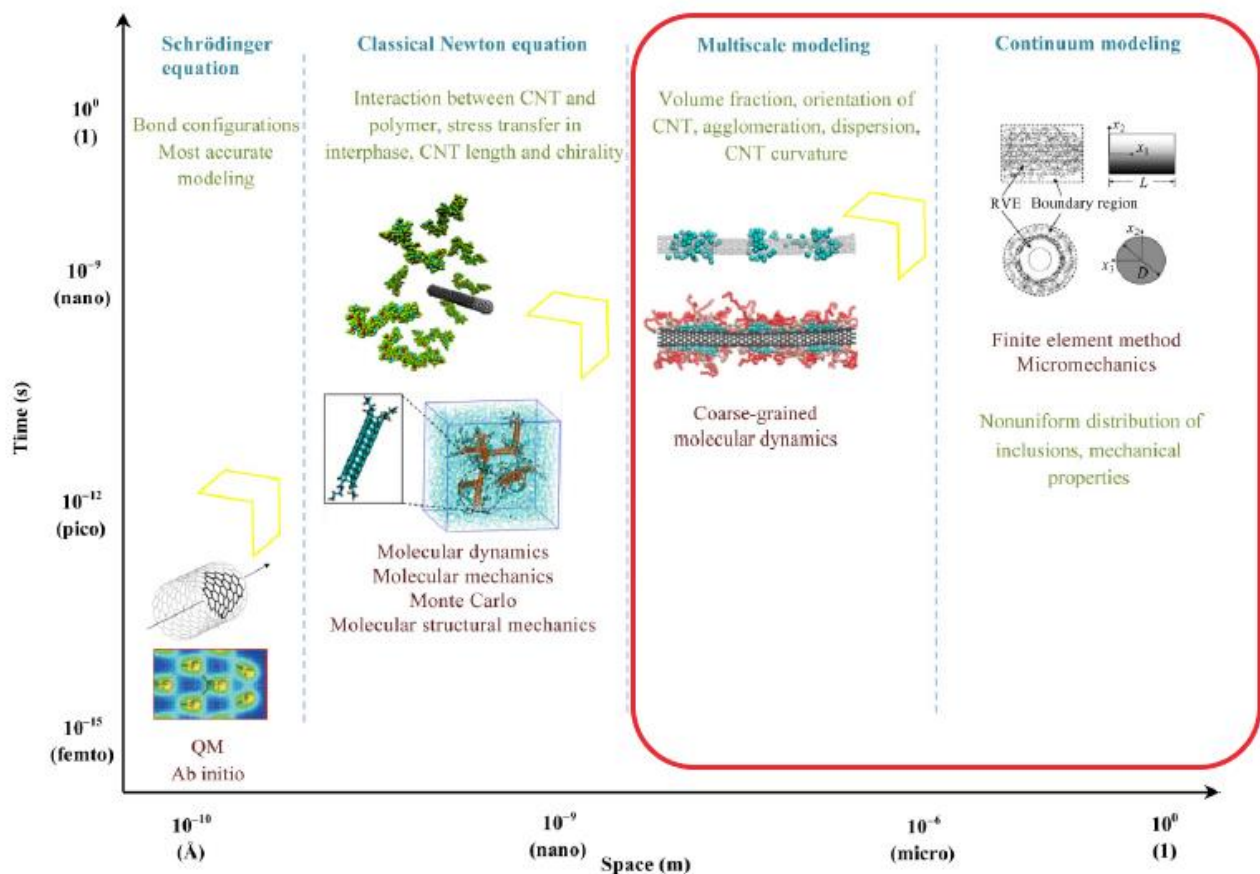 Schrödinger
equation
Classical Newton equation
Multiscale modeling
Continuum modeling
Bond configurations
Most accurate
modeling
Interaction between CNT and
polymer, stress transfer in
interphase, CNT length and chirality
Volume fraction, orientation of
CNT, agglomeration, dispersion,
CNT curvature
x₂
x₃
L
RVE Boundary region
x₂
x₃
D
Finite element method
Micromechanics
Nonuniform distribution of
inclusions, mechanical
properties
Coarse-grained
molecular dynamics
Molecular dynamics
Molecular mechanics
Monte Carlo
Molecular structural mechanics
QM
Ab initio
Time (s)
10⁰
(1)
10⁻⁹
(nano)
10⁻¹²
(pico)
10⁻¹⁵
(femto)
10⁻¹⁰
(Å)
10⁻⁹
(nano)
10⁻⁶
(micro)
10⁰
(1)
Space (m)